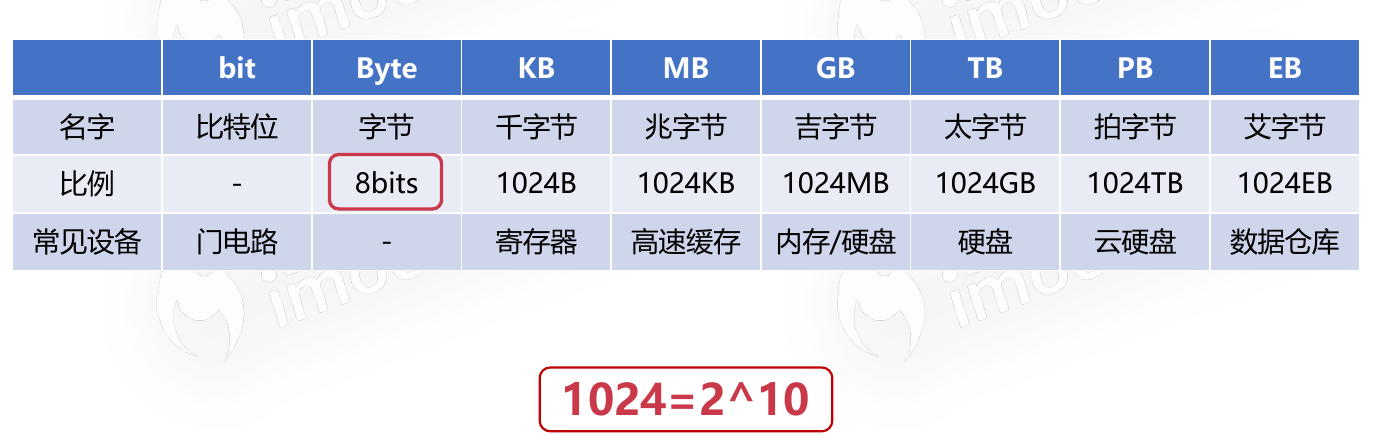 bit Byte KB MB GB TB PB EB
名字 比特位 字节 千字节 兆字节 吉字节 太字节 拍字节 艾字节
比例 - 8bits 1024B 1024KB 1024MB 1024GB 1024TB 1024EB
常见设备 门电路 - 寄存器 高速缓存 内存/硬盘 硬盘 云硬盘 数据仓库
1024=2^10